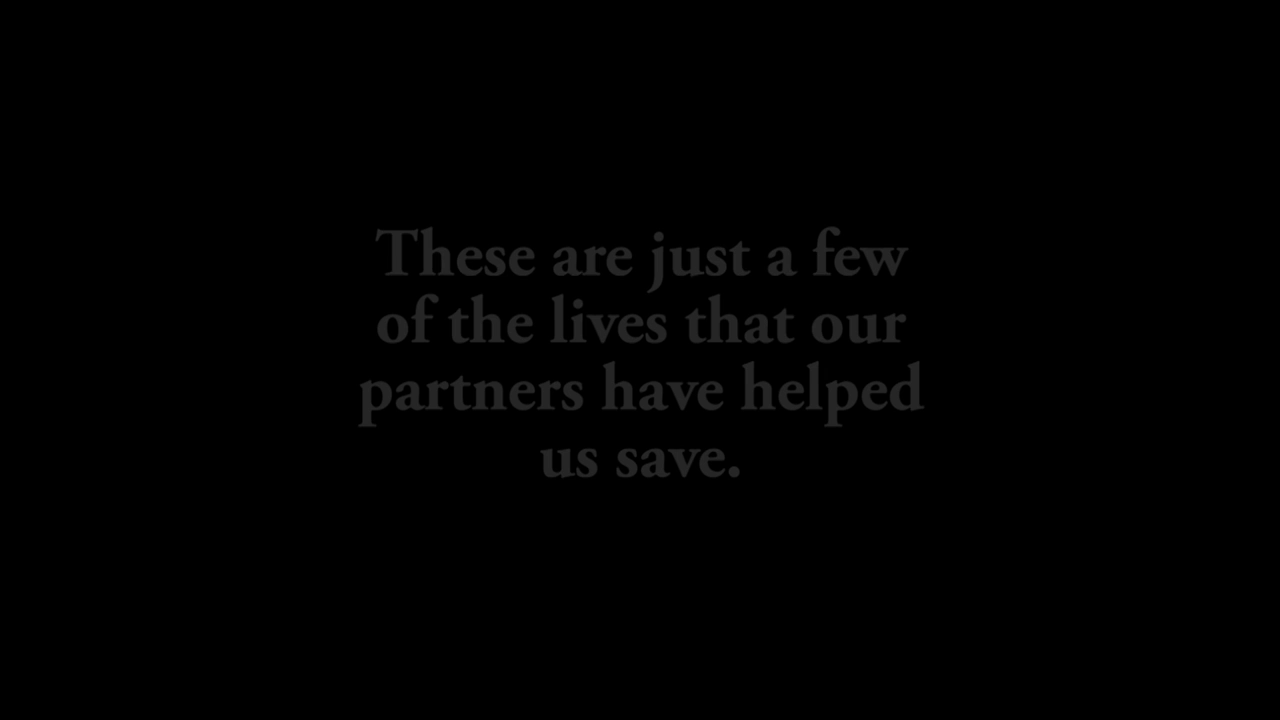 These are just a few
of the lives that our
partners have helped
us save.